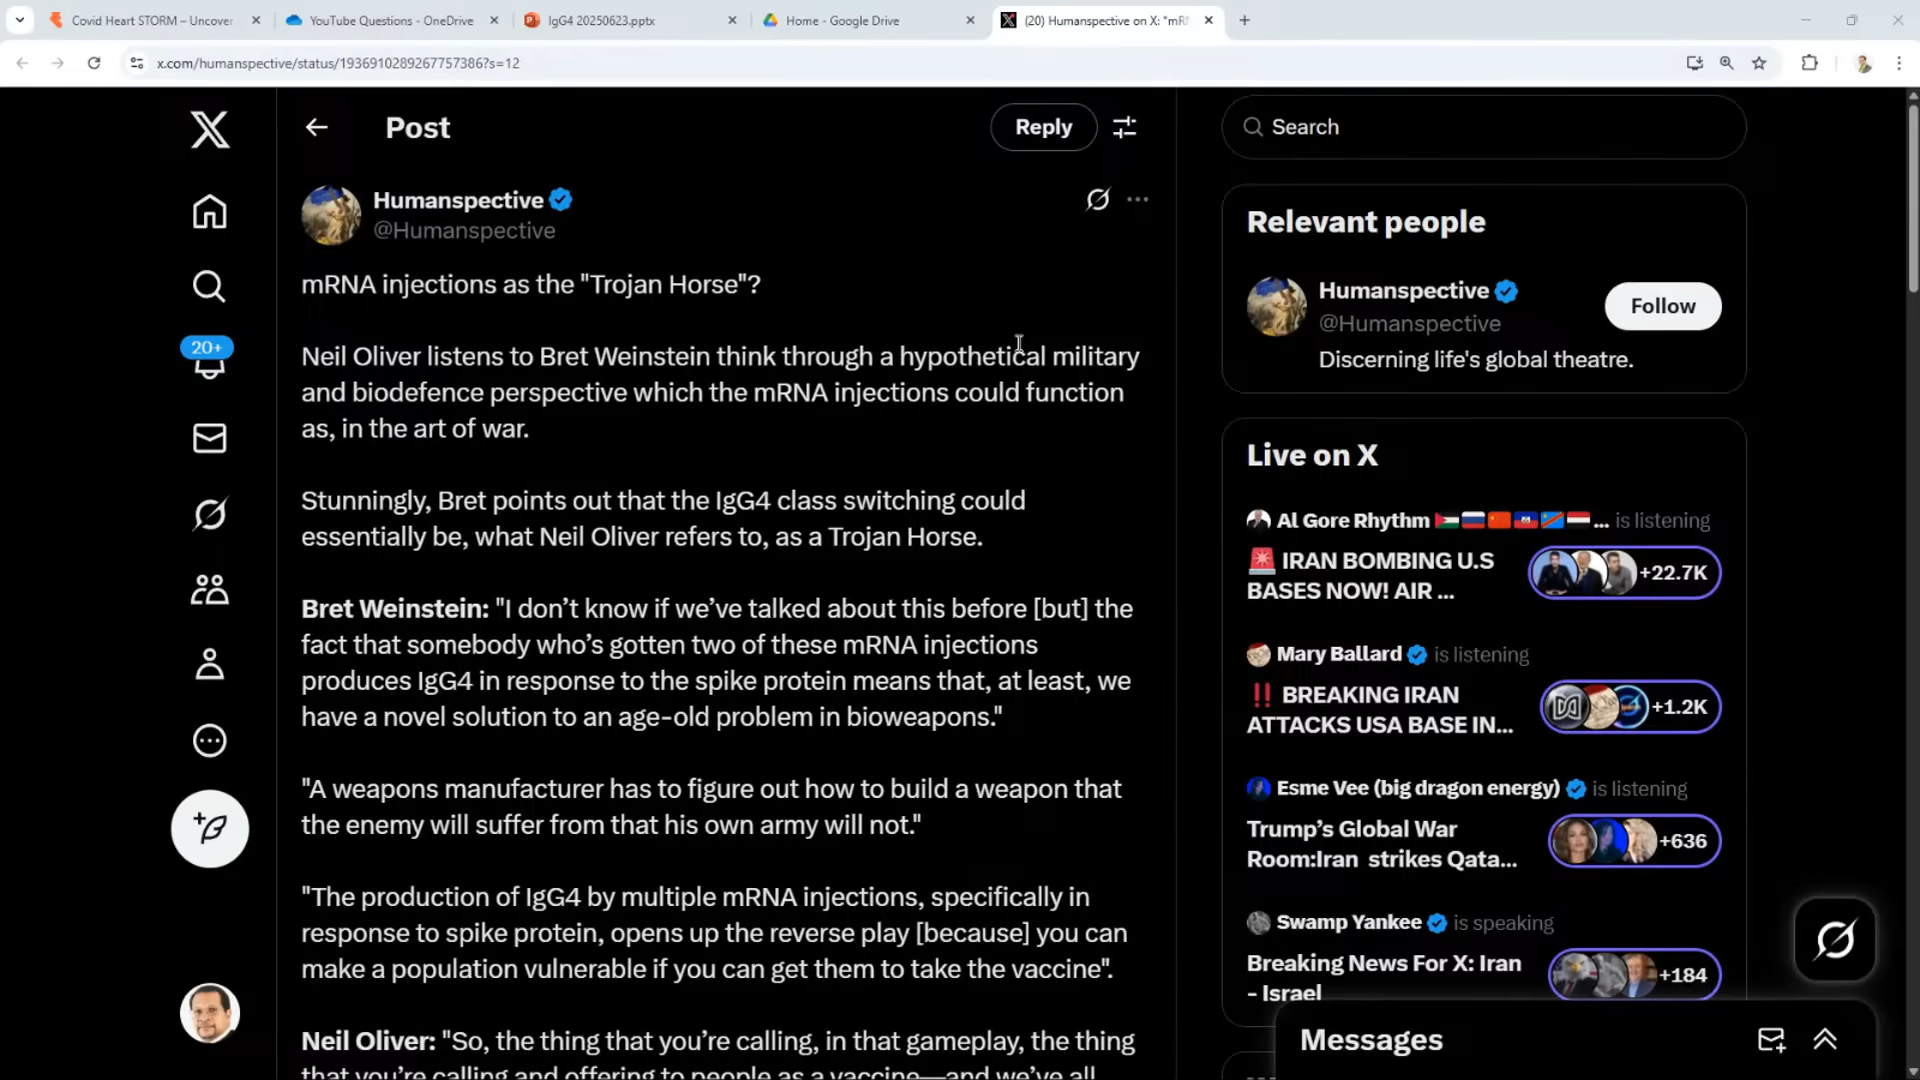 Covid Heart STORM – Uncover
YouTube Questions - OneDrive
IgG4 20250623.pptx
Home - Google Drive
(20) Humanspective on X: "mRN
x.com/humanspective/status/1936910289267757386?s=12
Post
Reply
Search
Humanspective
@Humanspective
mRNA injections as the "Trojan Horse"?
Neil Oliver listens to Bret Weinstein think through a hypothetical military
and biodefence perspective which the mRNA injections could function
as, in the art of war.
Stunningly, Bret points out that the IgG4 class switching could
essentially be, what Neil Oliver refers to, as a Trojan Horse.
Bret Weinstein: "I don’t know if we’ve talked about this before [but] the
fact that somebody who’s gotten two of these mRNA injections
produces IgG4 in response to the spike protein means that, at least, we
have a novel solution to an age-old problem in bioweapons."
"A weapons manufacturer has to figure out how to build a weapon that
the enemy will suffer from that his own army will not."
"The production of IgG4 by multiple mRNA injections, specifically in
response to spike protein, opens up the reverse play [because] you can
make a population vulnerable if you can get them to take the vaccine".
Neil Oliver: "So, the thing that you’re calling, in that gameplay, the thing
that you’re calling and offering to people as a vaccine—and we’ve all
20+
Relevant people
Humanspective
@Humanspective
Follow
Discerning life's global theatre.
Live on X
Al Gore Rhythm ... is listening
IRAN BOMBING U.S
BASES NOW! AIR ...
+22.7K
Mary Ballard is listening
BREAKING IRAN
ATTACKS USA BASE IN...
+1.2K
Esme Vee (big dragon energy) is listening
Trump’s Global War
Room:Iran strikes Qata...
+636
Swamp Yankee is speaking
Breaking News For X: Iran
- Israel
+184
Messages